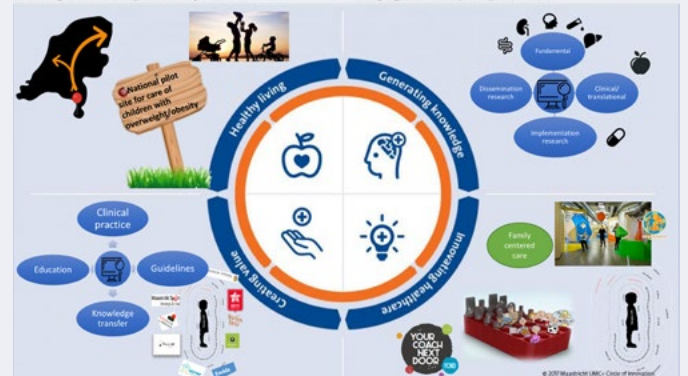 National pilot
site for care of
children with
overweight/obesity
Healthy living
Generating knowledge
Fundamental
Dissemination
research
Clinical/
translational
Implementation
research
Clinical
practice
Education
Guidelines
Knowledge
transfer
Creating value
Innovating healthcare
Family
centered
care
YOUR
COACH
NEXT
DOOR
© 2017 Maastricht UMC+ Circle of Innovation